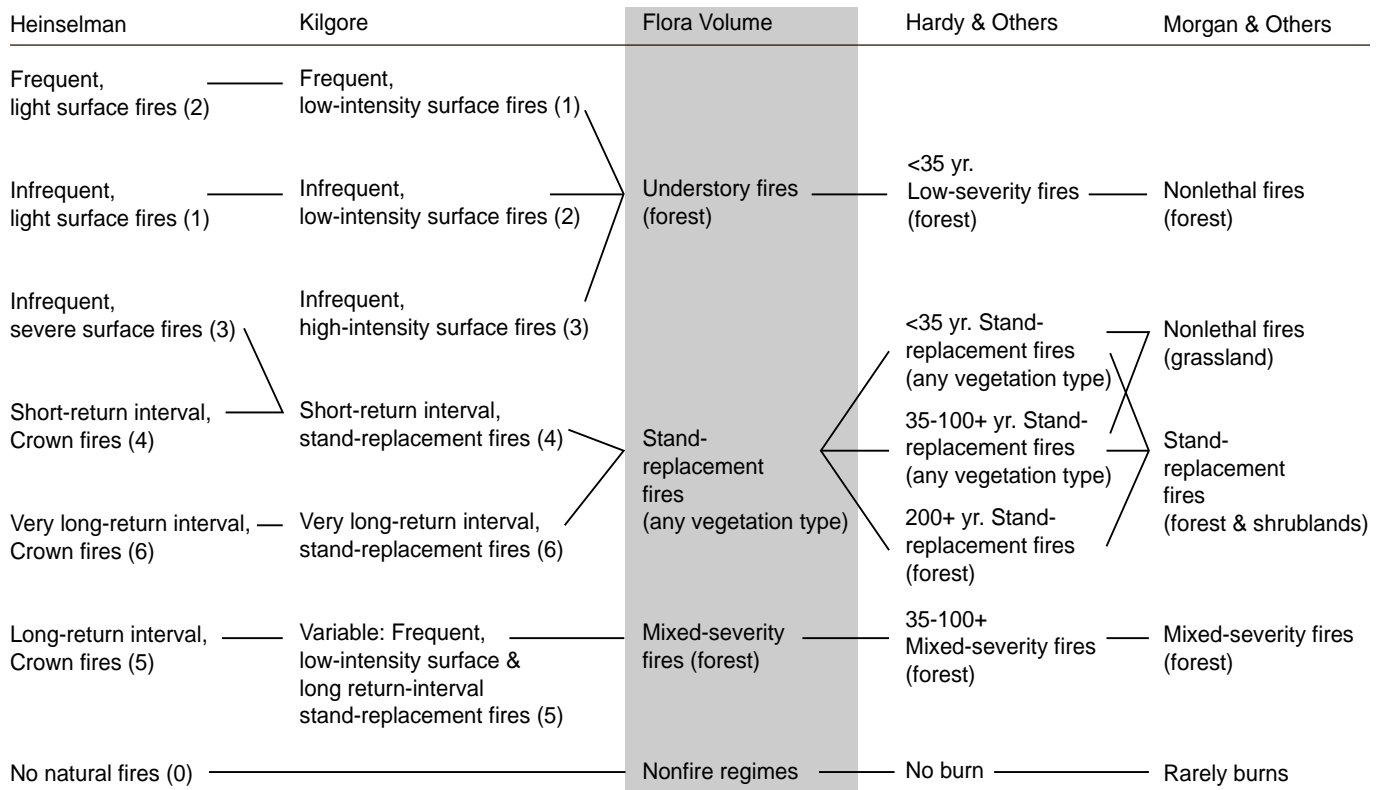 Heinselman
Kilgore
Flora Volume
Hardy & Others
Morgan & Others
Frequent,
light surface fires (2)
Frequent,
low-intensity surface fires (1)
Infrequent,
light surface fires (1)
Infrequent,
low-intensity surface fires (2)
Understory fires
(forest)
<35 yr.
Low-severity fires
(forest)
Nonlethal fires
(forest)
Infrequent,
severe surface fires (3)
Infrequent,
high-intensity surface fires (3)
<35 yr. Stand-
replacement fires
(any vegetation type)
Nonlethal fires
(grassland)
Short-return interval,
Crown fires (4)
Short-return interval,
stand-replacement fires (4)
Stand-
replacement
fires
(any vegetation type)
35-100+ yr. Stand-
replacement fires
(any vegetation type)
Stand-
replacement
fires
(forest & shrublands)
Very long-return interval,
Crown fires (6)
Very long-return interval,
stand-replacement fires (6)
200+ yr. Stand-
replacement fires
(forest)
Long-return interval,
Crown fires (5)
Variable: Frequent,
low-intensity surface &
long return-interval
stand-replacement fires (5)
Mixed-severity
fires (forest)
35-100+
Mixed-severity fires
(forest)
Mixed-severity fires
(forest)
No natural fires (0)
Nonfire regimes
No burn
Rarely burns